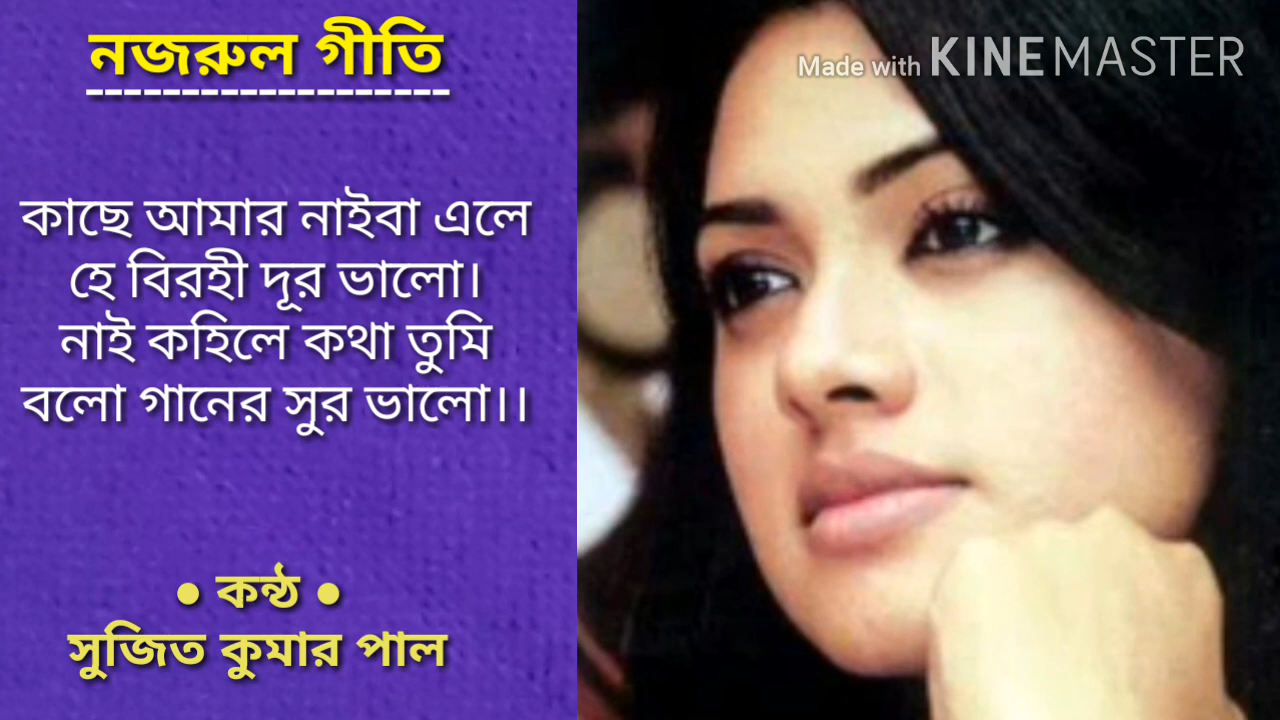 নজরুল গীতি
-------------------
কাছে আমার নাইবা এলে
হে বিরহী দূর ভালো।
নাই কহিলে কথা তুমি
বলো গানের সুর ভালো।।
● কন্ঠ ●
সুজিত কুমার পাল
Made with KINEMASTER